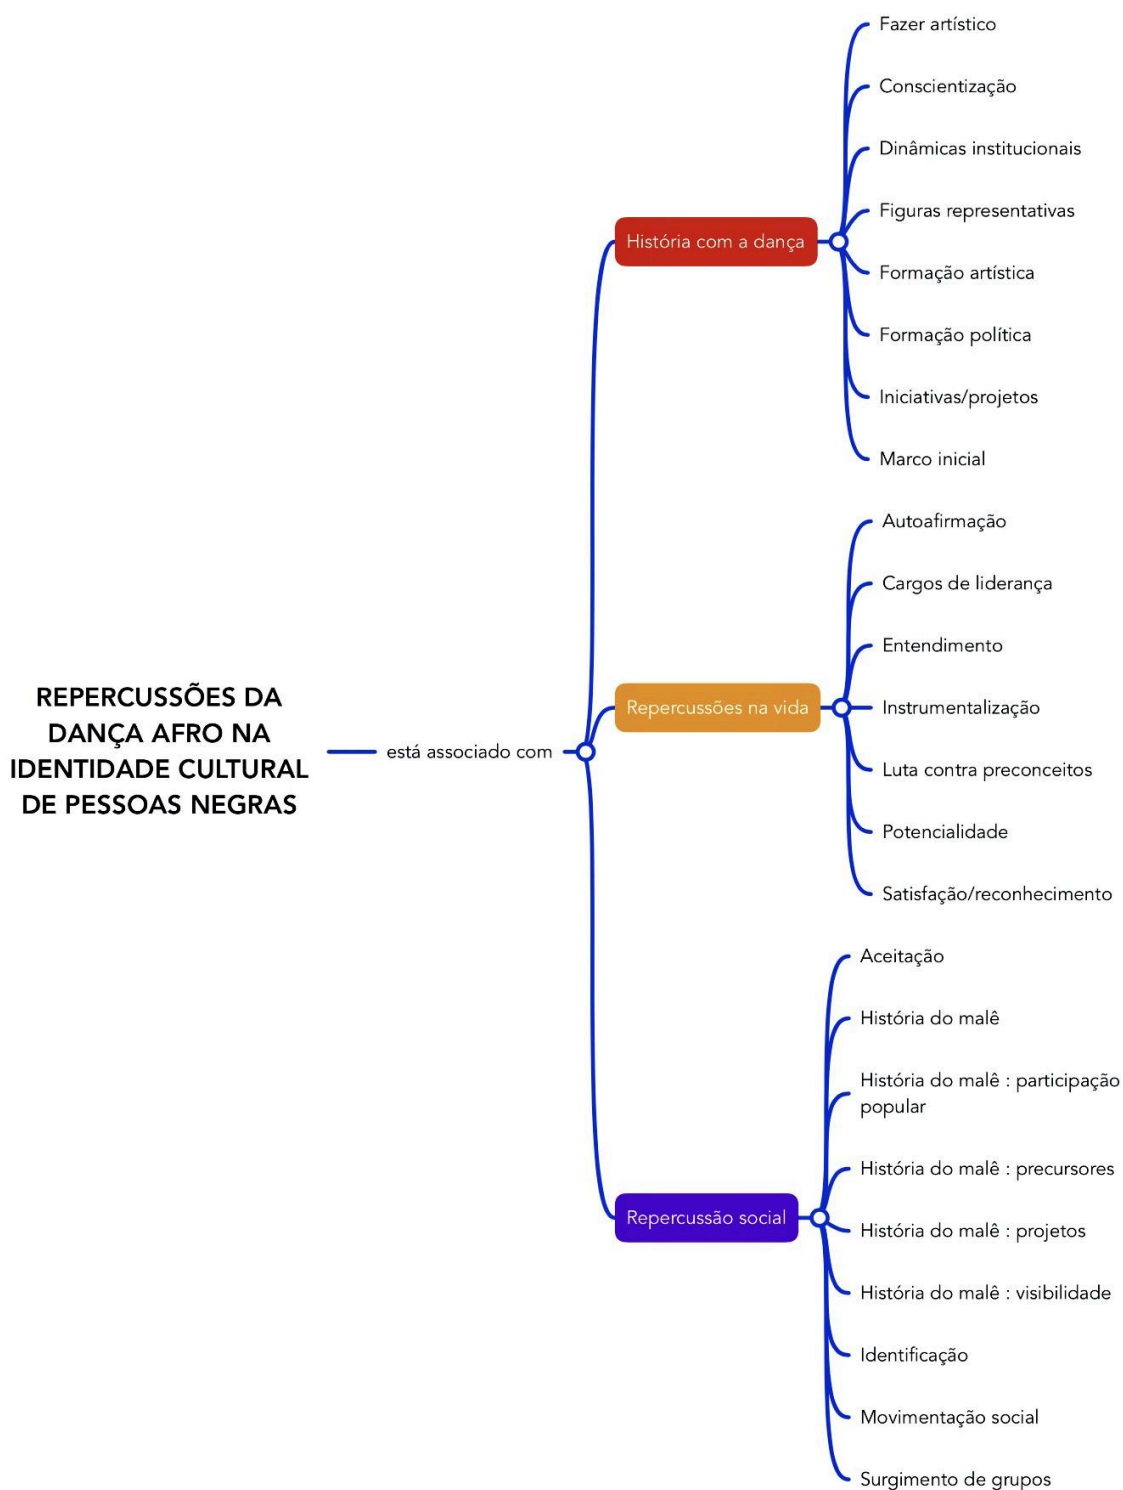 REPERCUSSÕES DA
DANÇA AFRO NA
IDENTIDADE CULTURAL
DE PESSOAS NEGRAS
está associado com
História com a dança
Fazer artístico
Conscientização
Dinâmicas institucionais
Figuras representativas
Formação artística
Formação política
Iniciativas/projetos
Marco inicial
Repercussões na vida
Autoafirmação
Cargos de liderança
Entendimento
Instrumentalização
Luta contra preconceitos
Potencialidade
Satisfação/reconhecimento
Repercussão social
Aceitação
História do malê
História do malê : participação
popular
História do malê : precursores
História do malê : projetos
História do malê : visibilidade
Identificação
Movimentação social
Surgimento de grupos